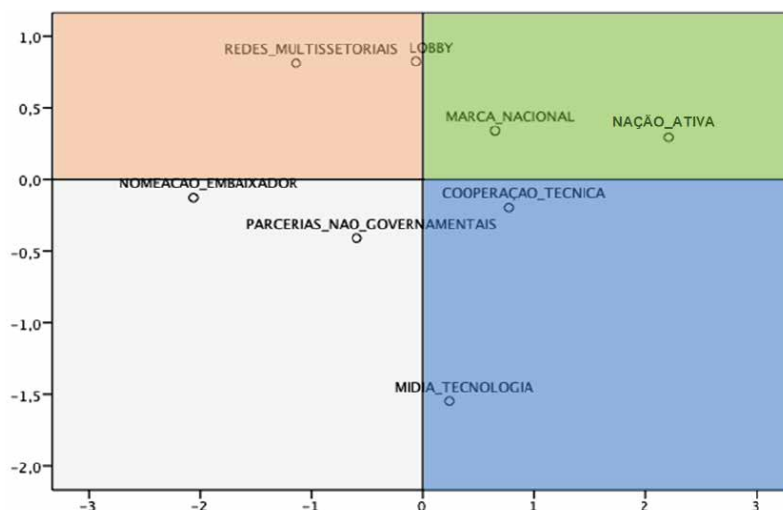 1,0
REDES_MULTISSETORIAIS LOBBY
0,5
MARCA_NACIONAL NAÇÃO_ATIVA
0,0
NOMEACAO_EMBAIXADOR
COOPERAÇAO_TECNICA
PARCERIAS_NAO_GOVERNAMENTAIS
-0,5
-1,0
MIDIA_TECNOLOGIA
-1,5
-2,0
-3 -2 -1 0 1 2 3